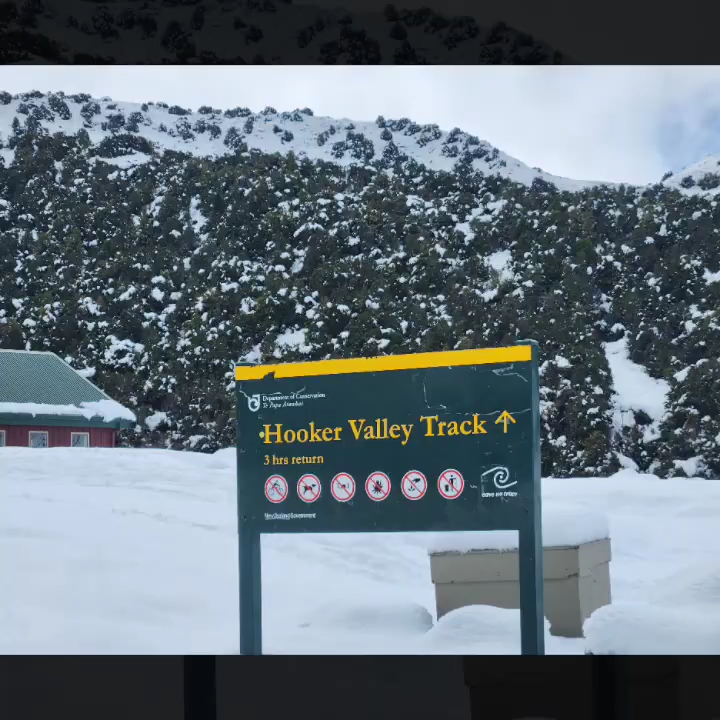 Department of Conservation
Te Papa Atawhai
Hooker Valley Track
3 hrs return
New Zealand Government